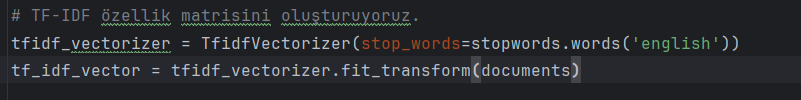 # TF-IDF özellik matrisini oluşturuyoruz.
tfidf_vectorizer = TfidfVectorizer(stop_words=stopwords.words('english'))
tf_idf_vector = tfidf_vectorizer.fit_transform(documents)